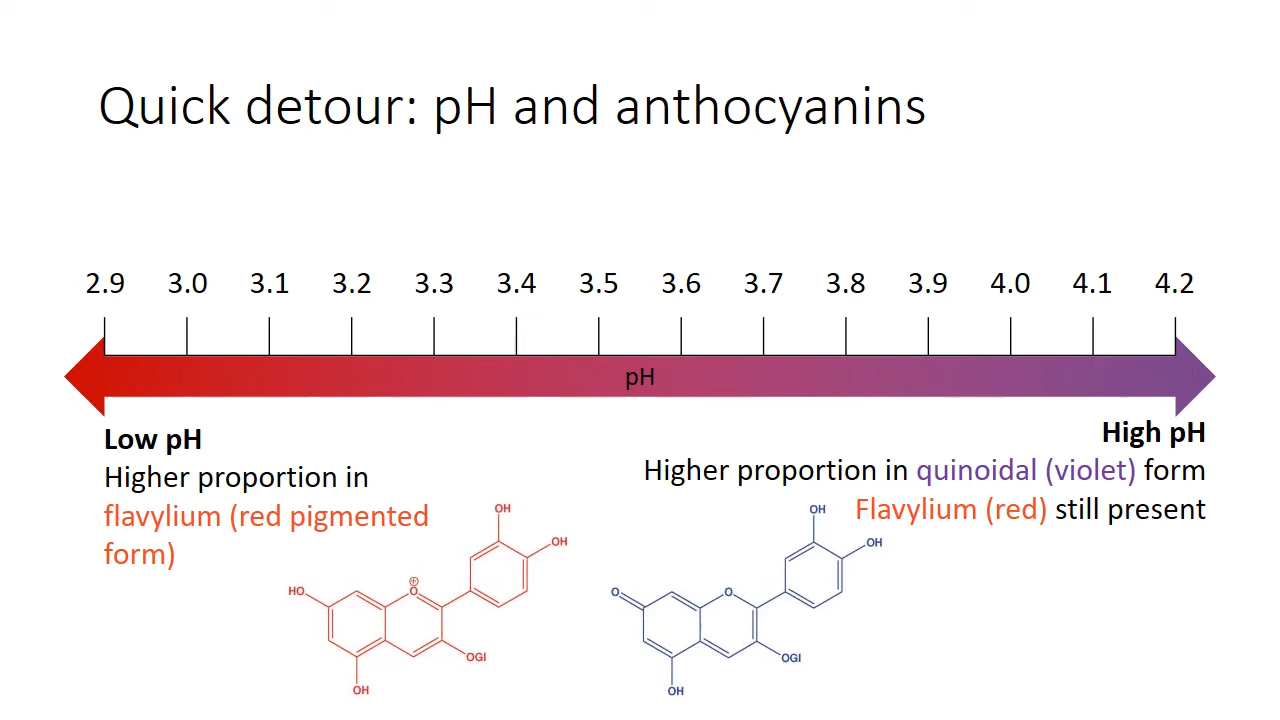 Quick detour: pH and anthocyanins
2.9 3.0 3.1 3.2 3.3 3.4 3.5 3.6 3.7 3.8 3.9 4.0 4.1 4.2
pH
Low pH
Higher proportion in
flavylium (red pigmented
form)
High pH
Higher proportion in quinoidal (violet) form
Flavylium (red) still present
OH
OH
HO
O
⊕
OGl
OH
OH
OH
O
O
OGl
OH